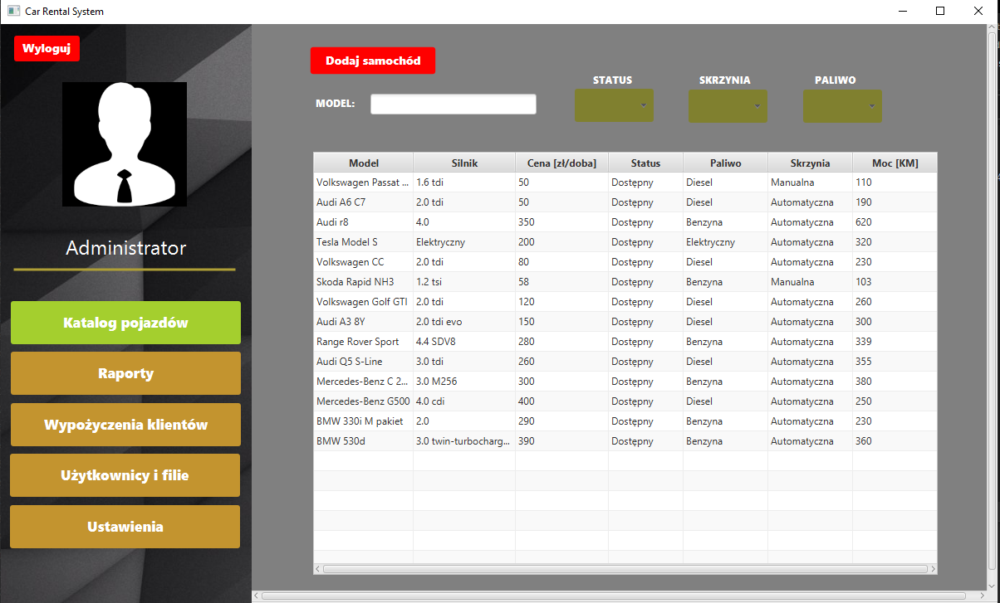 Car Rental System
Wyloguj
Administrator
Katalog pojazdów
Raporty
Wypożyczenia klientów
Użytkownicy i filie
Ustawienia
Dodaj samochód
MODEL:
STATUS SKRZYNIA PALIWO
Model Silnik Cena [zł/doba] Status Paliwo Skrzynia Moc [KM]
Volkswagen Passat ... 1.6 tdi 50 Dostępny Diesel Manualna 110
Audi A6 C7 2.0 tdi 50 Dostępny Diesel Automatyczna 190
Audi r8 4.0 350 Dostępny Benzyna Automatyczna 620
Tesla Model S Elektryczny 200 Dostępny Elektryczny Automatyczna 320
Volkswagen CC 2.0 tdi 80 Dostępny Diesel Automatyczna 230
Skoda Rapid NH3 1.2 tsi 58 Dostępny Benzyna Manualna 103
Volkswagen Golf GTI 2.0 tdi 120 Dostępny Diesel Automatyczna 260
Audi A3 8Y 2.0 tdi evo 150 Dostępny Diesel Automatyczna 300
Range Rover Sport 4.4 SDV8 280 Dostępny Benzyna Automatyczna 339
Audi Q5 S-Line 3.0 tdi 260 Dostępny Diesel Automatyczna 355
Mercedes-Benz C 2... 3.0 M256 300 Dostępny Benzyna Automatyczna 380
Mercedes-Benz G500 4.0 cdi 400 Dostępny Diesel Automatyczna 250
BMW 330i M pakiet 2.0 290 Dostępny Benzyna Automatyczna 230
BMW 530d 3.0 twin-turbocharg... 390 Dostępny Benzyna Automatyczna 360